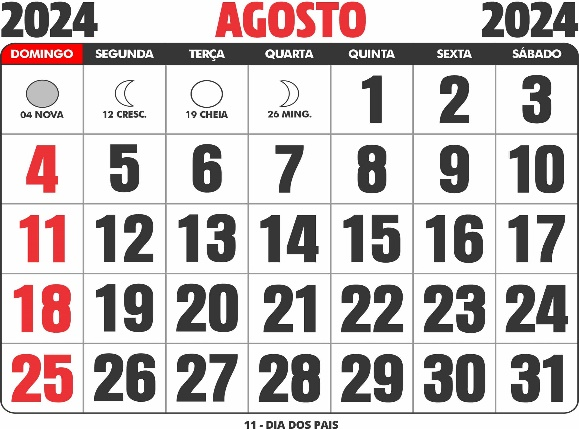 2024 AGOSTO 2024
DOMINGO SEGUNDA TERÇA QUARTA QUINTA SEXTA SÁBADO
04 NOVA 12 CRESC. 19 CHEIA 26 MING. 1 2 3
4 5 6 7 8 9 10
11 12 13 14 15 16 17
18 19 20 21 22 23 24
25 26 27 28 29 30 31
11 - DIA DOS PAIS